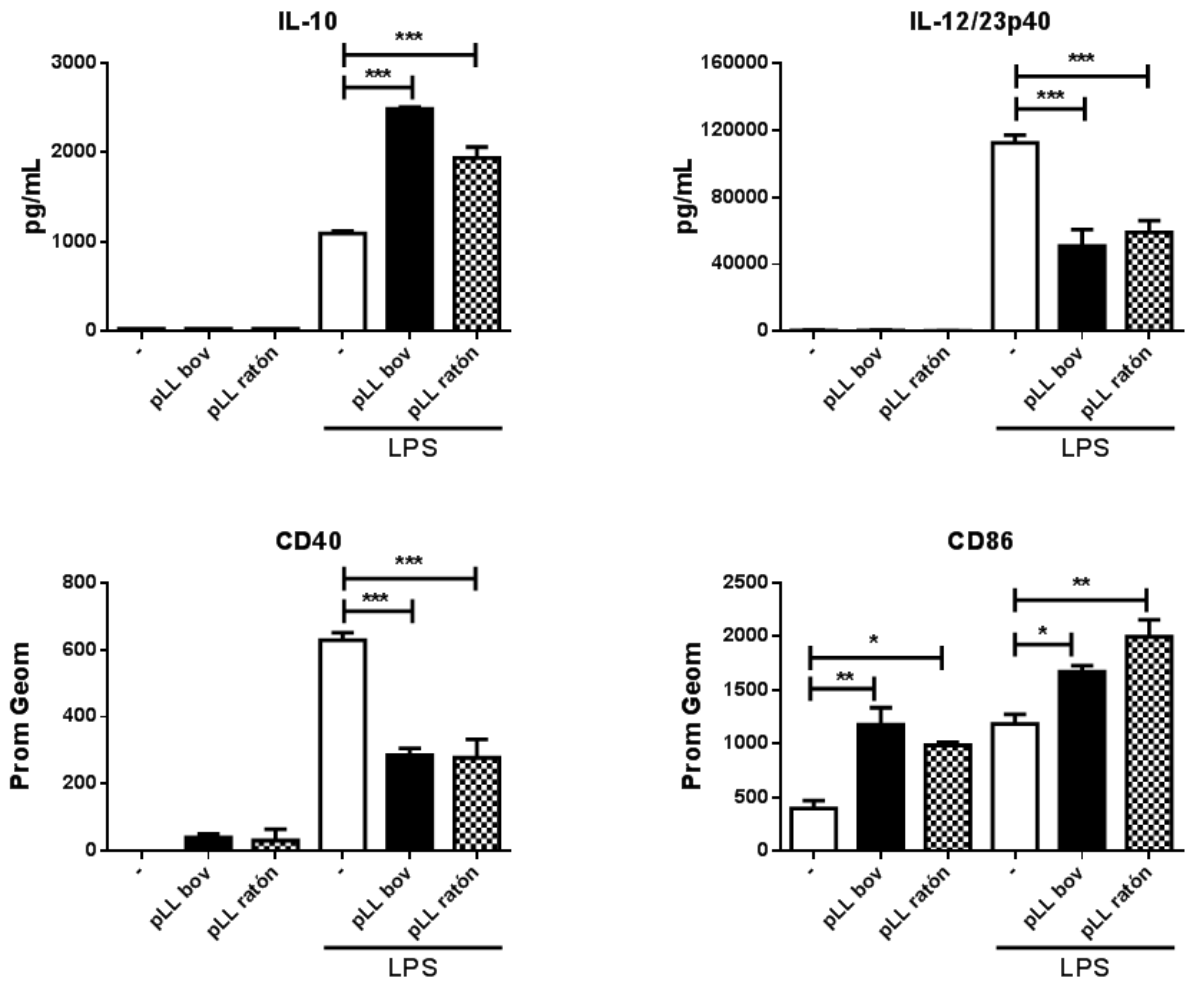 IL-10
***
***
3000
2000
1000
0
pg/mL
-
pLL bov
pLL ratón
-
pLL bov
pLL ratón
LPS
IL-12/23p40
***
***
160000
120000
80000
40000
0
pg/mL
-
pLL bov
pLL ratón
-
pLL bov
pLL ratón
LPS
CD40
***
***
800
600
400
200
0
Prom Geom
-
pLL bov
pLL ratón
-
pLL bov
pLL ratón
LPS
CD86
**
*
*
**
2500
2000
1500
1000
500
0
Prom Geom
-
pLL bov
pLL ratón
-
pLL bov
pLL ratón
LPS